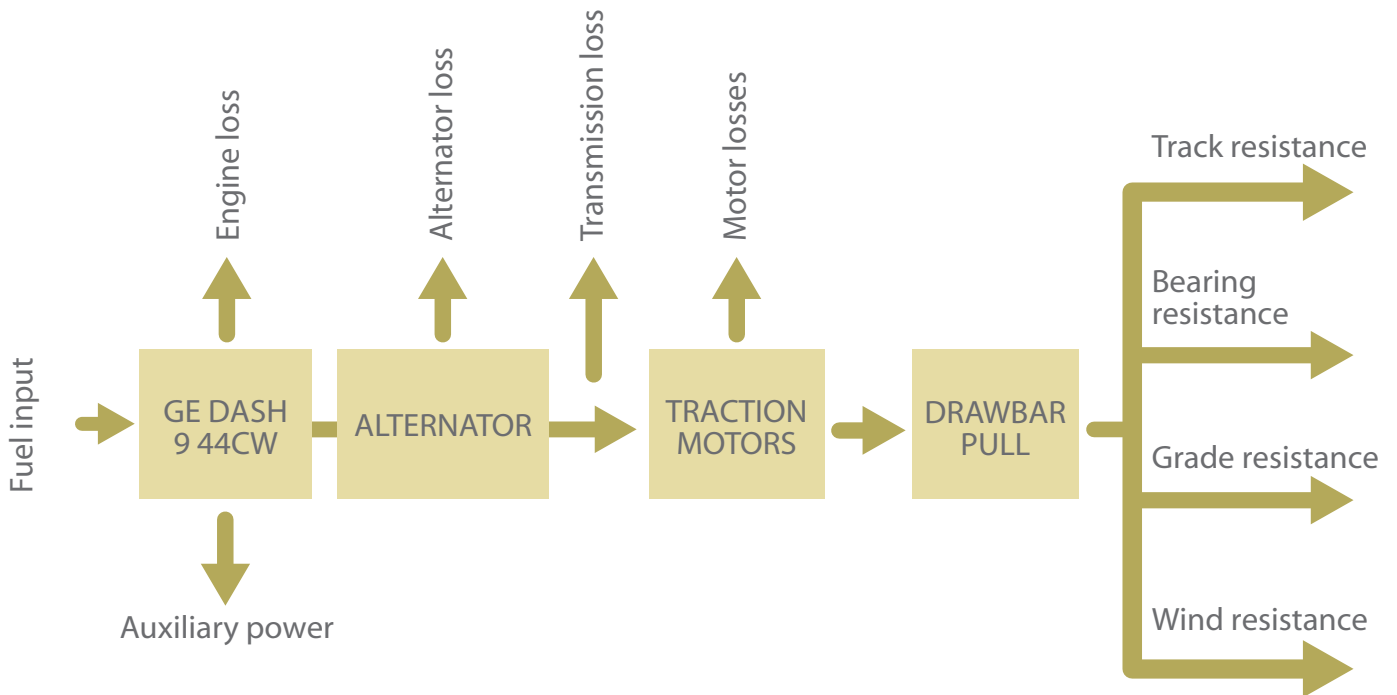 Engine loss
Alternator loss
Transmission loss
Motor losses
Track resistance
Bearing
resistance
Fuel input
GE DASH
9 44CW
ALTERNATOR
TRACTION
MOTORS
DRAWBAR
PULL
Grade resistance
Auxiliary power
Wind resistance